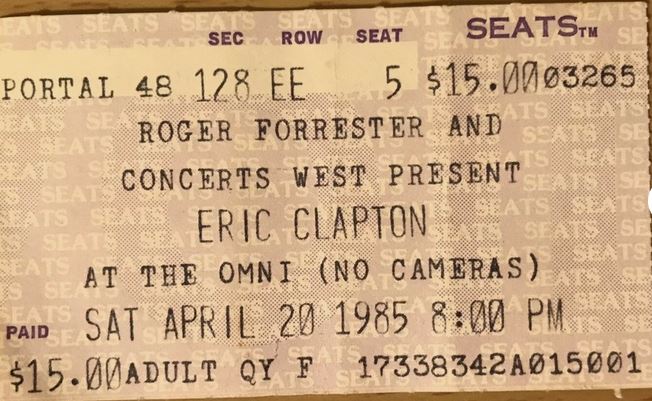 SEC ROW SEAT SEATS™
PORTAL 48 128 EE 5 $15.00 03265
ROGER FORRESTER AND
CONCERTS WEST PRESENT
ERIC CLAPTON
AT THE OMNI (NO CAMERAS)
PAID SAT APRIL 20 1985 8:00 PM
$15.00 ADULT QY F 17338342A015001